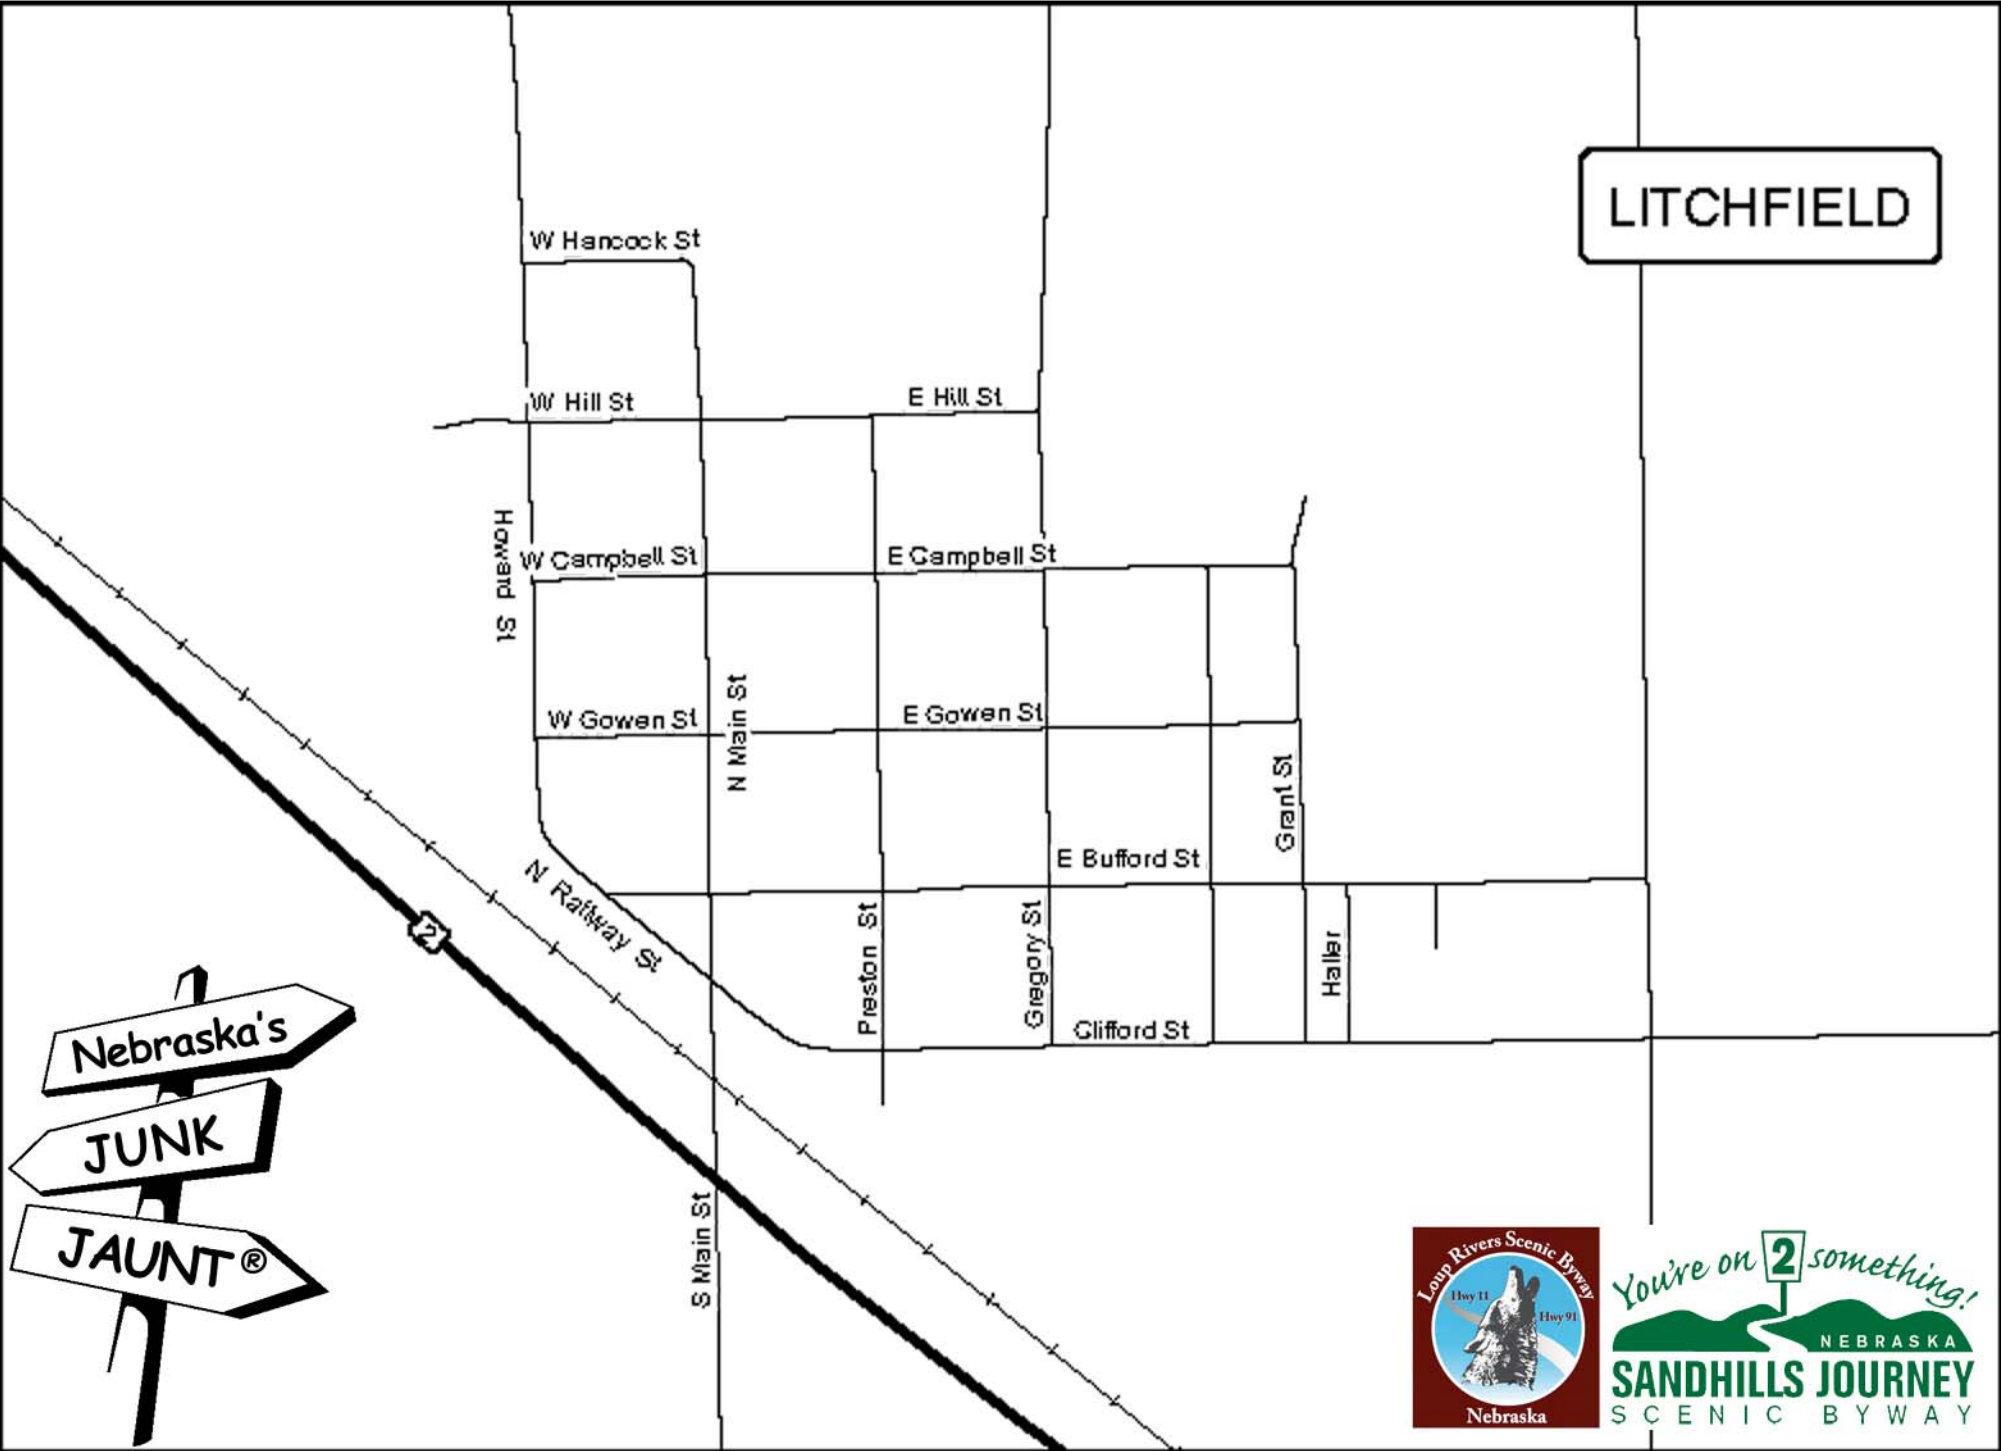 LITCHFIELD
W Hancock St
W Hill St
E Hill St
Howard St
W Campbell St
E Campbell St
W Gowen St
N Main St
E Gowen St
Grant St
E Bufford St
N Railway St
2
Preston St
Gregory St
Haller
Clifford St
S Main St
Nebraska's
JUNK
JAUNT®
Loup Rivers Scenic Byway
Hwy 11
Hwy 91
Nebraska
You're on 2 something!
NEBRASKA
SANDHILLS JOURNEY
SCENIC BYWAY